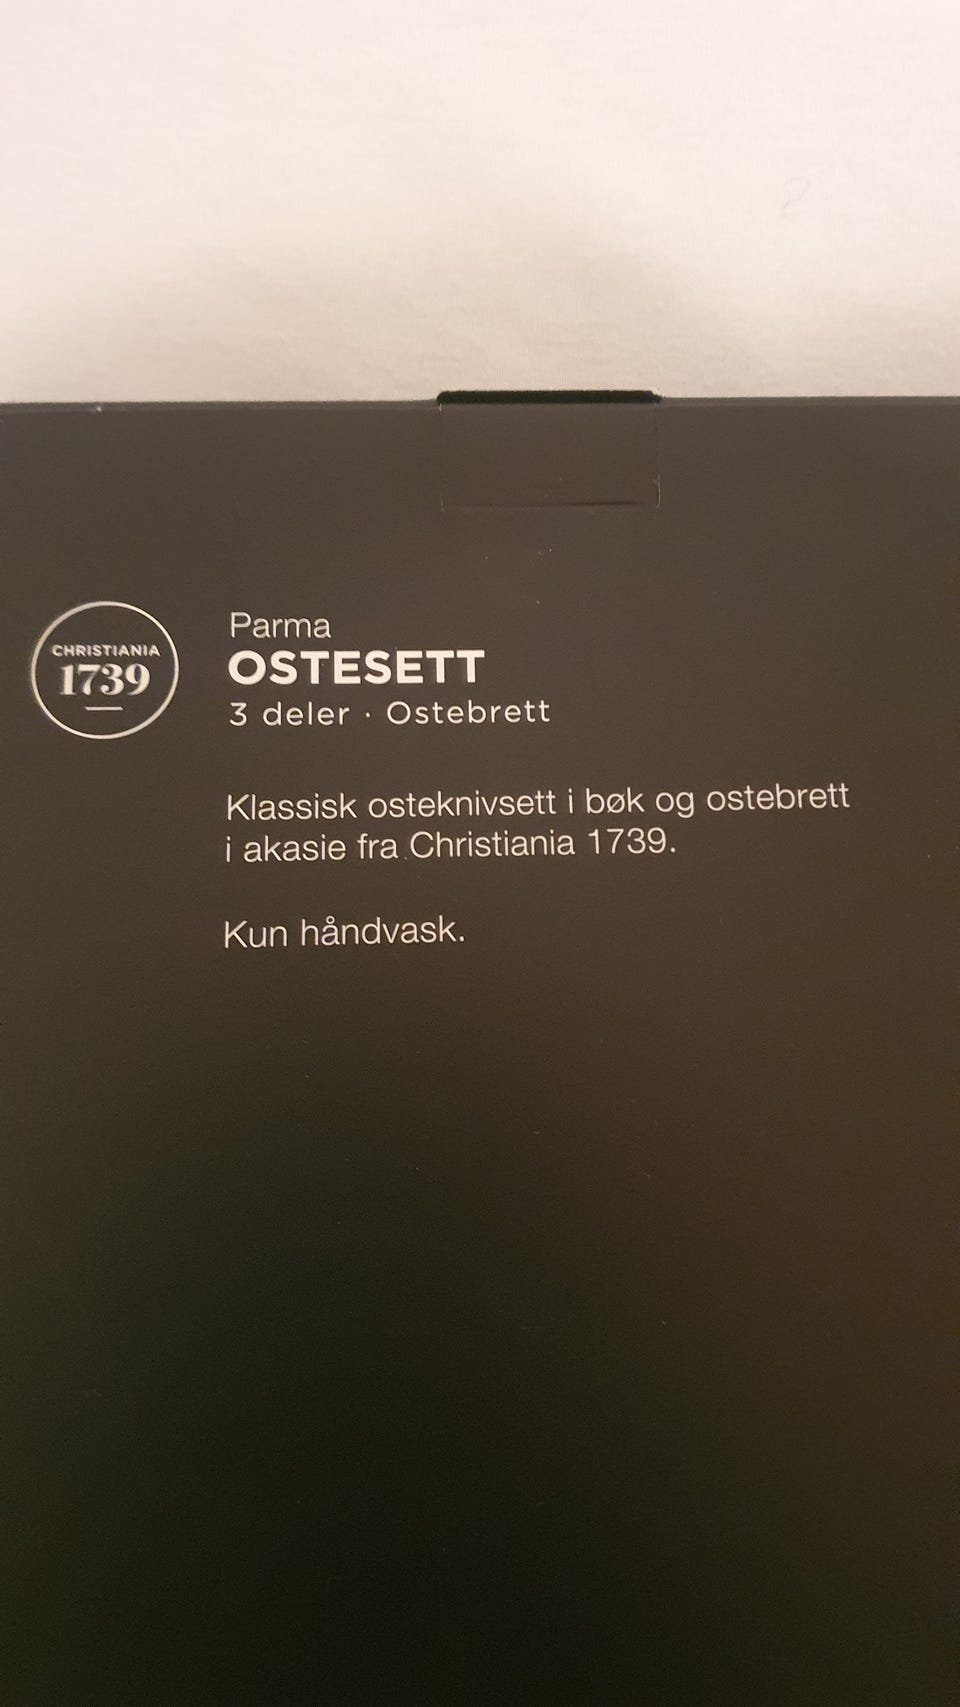 CHRISTIANIA
1739
Parma
OSTESETT
3 deler · Ostebrett
Klassisk osteknivsett i bøk og ostebrett
i akasie fra Christiania 1739.
Kun håndvask.